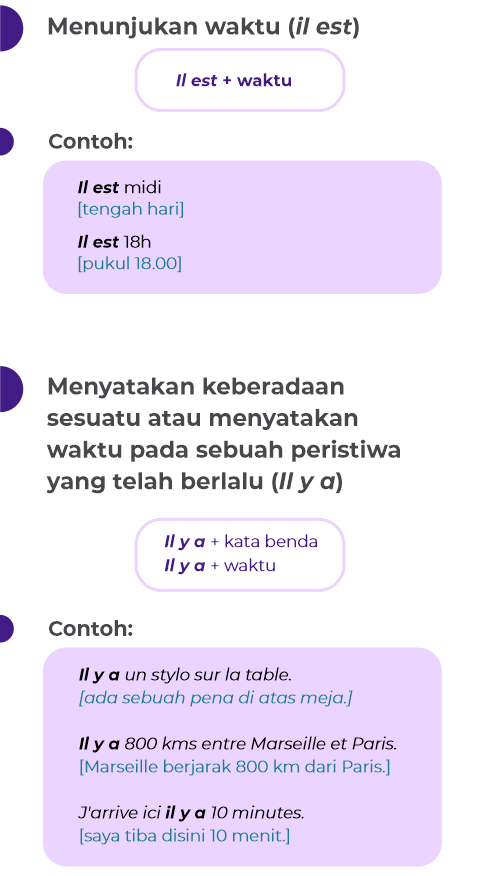 Menunjukan waktu (il est)
Il est + waktu
Contoh:
Il est midi
[tengah hari]
Il est 18h
[pukul 18.00]
Menyatakan keberadaan
sesuatu atau menyatakan
waktu pada sebuah peristiwa
yang telah berlalu (Il y a)
Il y a + kata benda
Il y a + waktu
Contoh:
Il y a un stylo sur la table.
[ada sebuah pena di atas meja.]
Il y a 800 kms entre Marseille et Paris.
[Marseille berjarak 800 km dari Paris.]
J'arrive ici il y a 10 minutes.
[saya tiba disini 10 menit.]